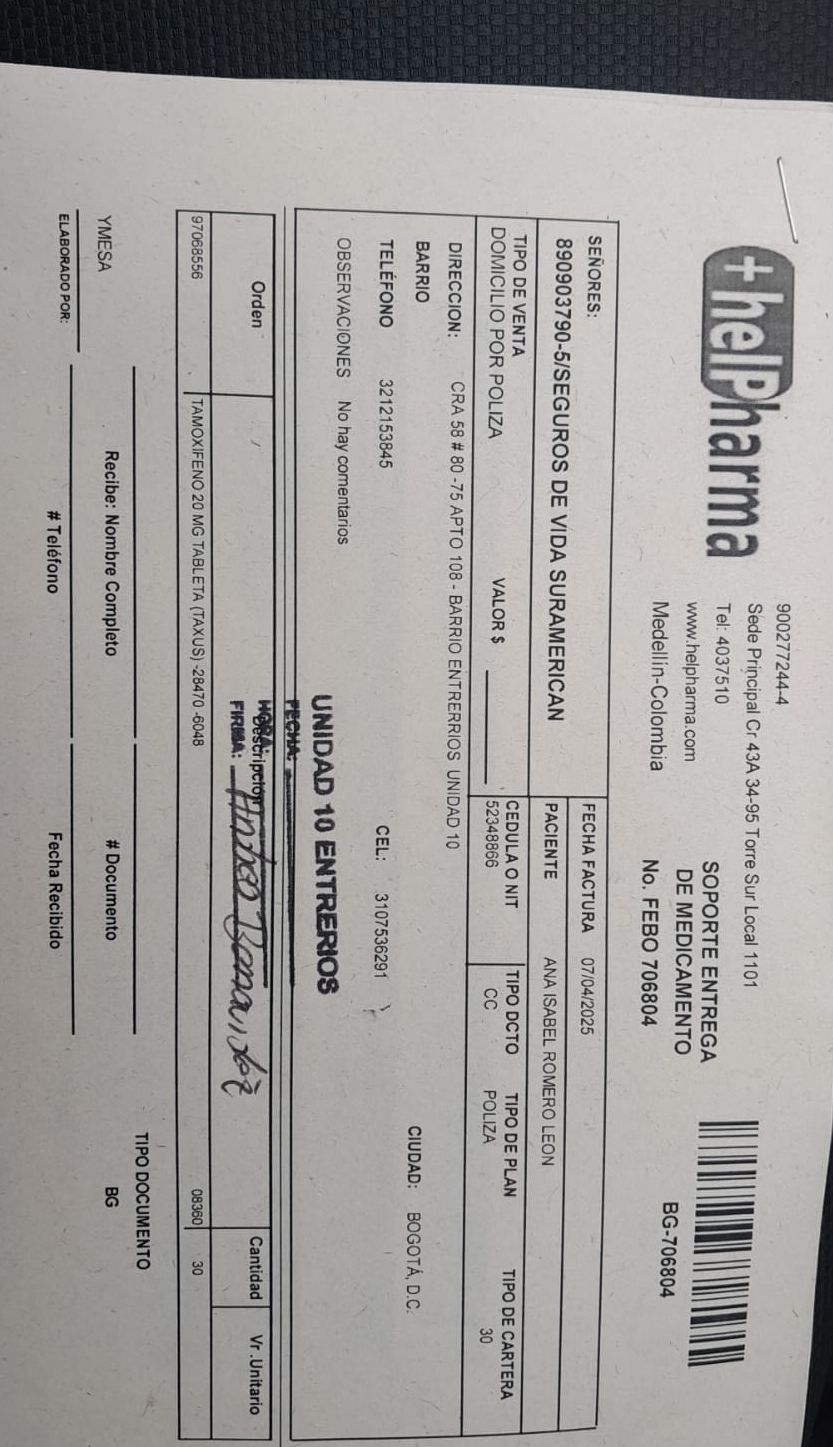 +helPharma
900277244-4
Sede Principal Cr 43A 34-95 Torre Sur Local 1101
Tel: 4037510
www.helpharma.com
Medellín-Colombia
SOPORTE ENTREGA
DE MEDICAMENTO
No. FEBO 706804
BG-706804
SEÑORES:
890903790-5/SEGUROS DE VIDA SURAMERICAN
FECHA FACTURA 07/04/2025
PACIENTE ANA ISABEL ROMERO LEON
TIPO DE VENTA
DOMICILIO POR POLIZA
VALOR $
CEDULA O NIT
52348866
TIPO DCTO
CC
TIPO DE PLAN
POLIZA
TIPO DE CARTERA
30
DIRECCION: CRA 58 # 80 -75 APTO 108 - BARRIO ENTRERRIOS UNIDAD 10
BARRIO
CIUDAD: BOGOTÁ, D.C.
TELÉFONO 3212153845 CEL.: 3107536291
OBSERVACIONES No hay comentarios
UNIDAD 10 ENTRERIOS
FECHA:
HORA:
FIRMA:
Orden Descripción Cantidad Vr .Unitario
97068556 TAMOXIFENO 20 MG TABLETA (TAXUS) -28470 -6048 08360 30
TIPO DOCUMENTO
BG
YMESA
ELABORADO POR:
Recibe: Nombre Completo
# Documento
# Teléfono
Fecha Recibido